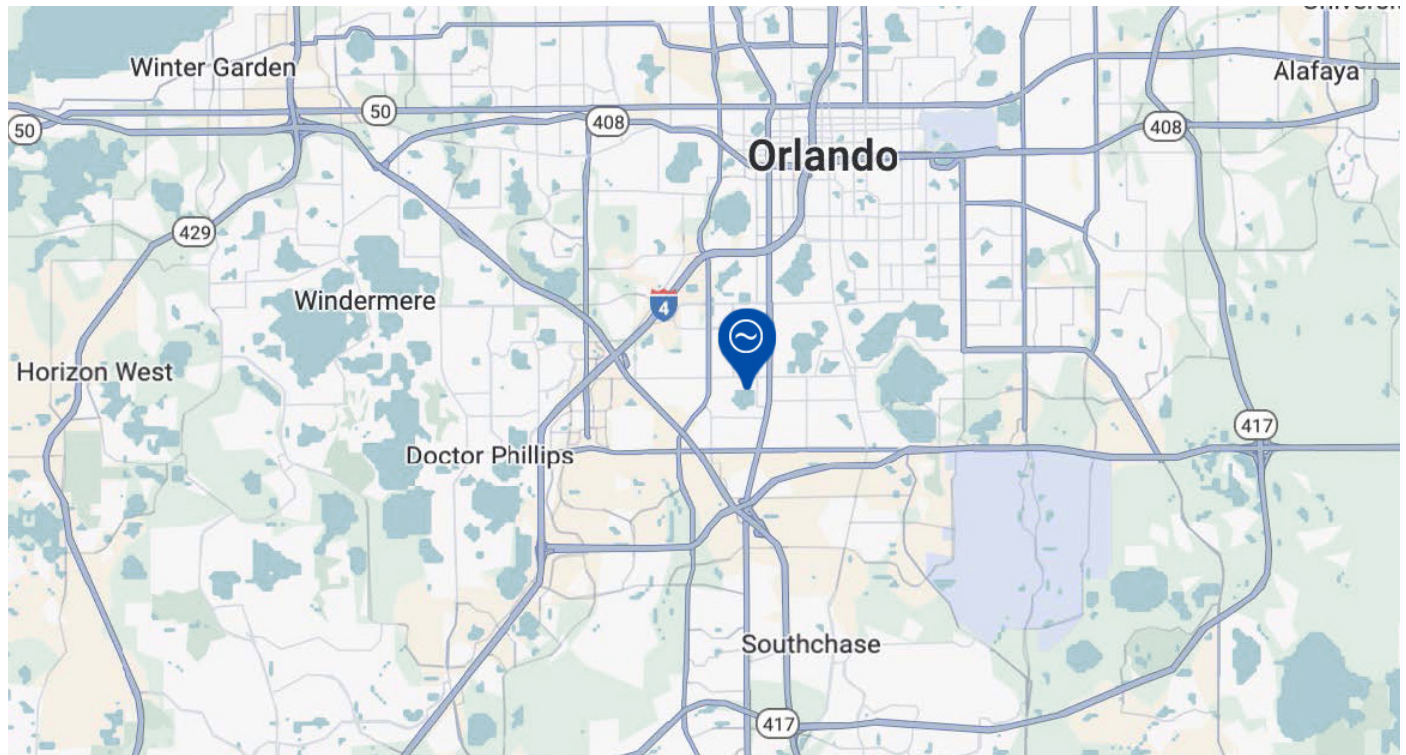 Winter Garden
Alafaya
50
50
408
408
Orlando
429
Windermere
4
Horizon West
417
Doctor Phillips
Southchase
417